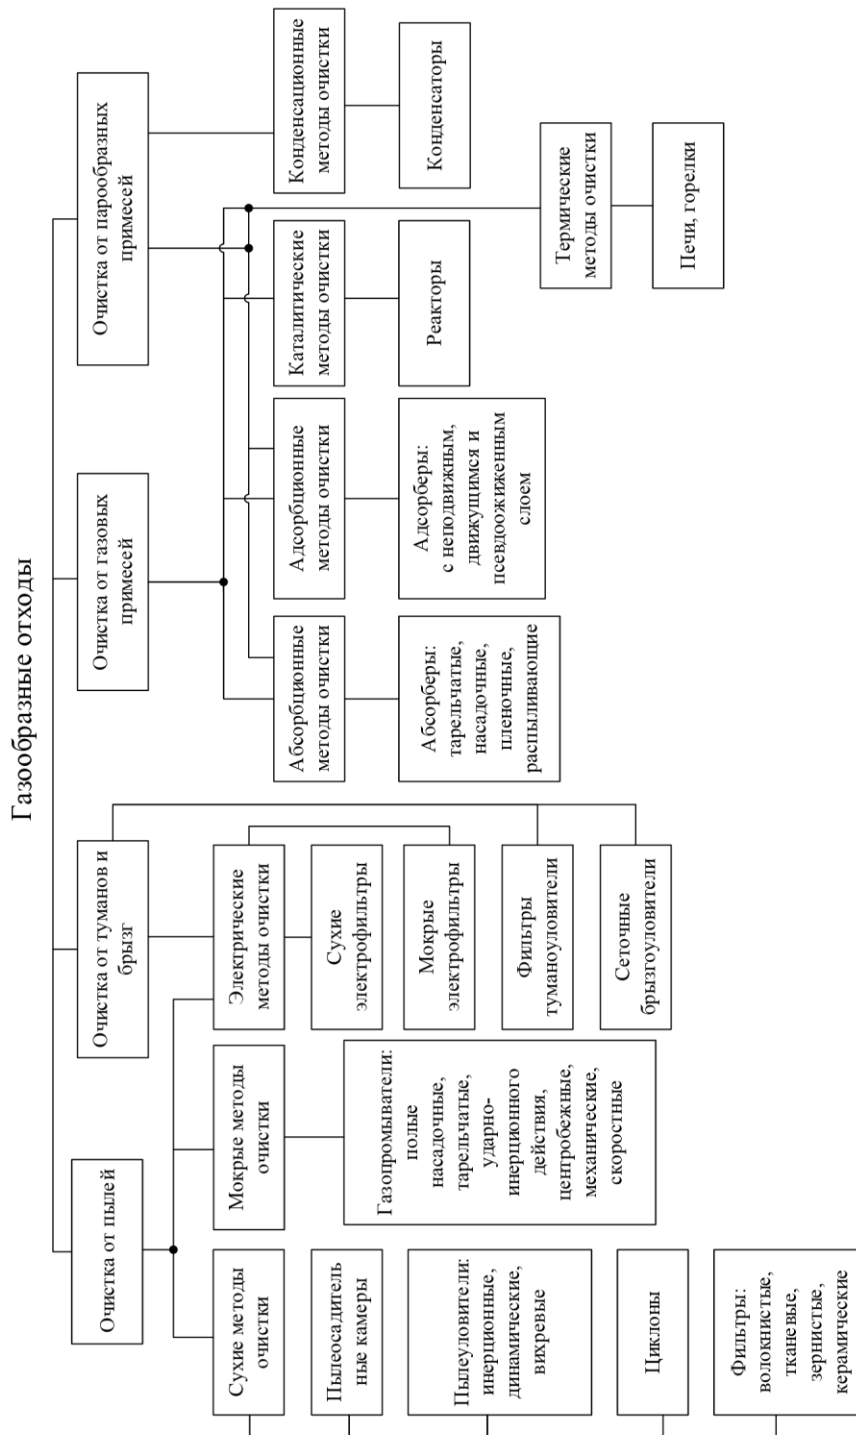 Газообразные отходы
Очистка от пылей
Очистка от туманов и
брызг
Очистка от газовых
примесей
Очистка от парообразных
примесей
Сухие методы
очистки
Мокрые методы
очистки
Электрические
методы очистки
Абсорбционные
методы очистки
Адсорбционные
методы очистки
Каталитические
методы очистки
Конденсационные
методы очистки
Пылеосадитель
ные камеры
Пылеуловители:
инерционные,
динамические,
вихревые
Циклоны
Фильтры:
волокнистые,
тканевые,
зернистые,
керамические
Газопромыватели:
полые
насадочные,
тарельчатые,
ударно-
инерционного
действия,
центробежные,
механические,
скоростные
Сухие
электрофильтры
Мокрые
электрофильтры
Фильтры
туманоуловители
Сеточные
брызгоуловители
Абсорберы:
тарельчатые,
насадочные,
пленочные,
распыливающие
Адсорберы:
с неподвижным,
движущимся и
псевдоожиженным
слоем
Реакторы
Конденсаторы
Термические
методы очистки
Печи, горелки